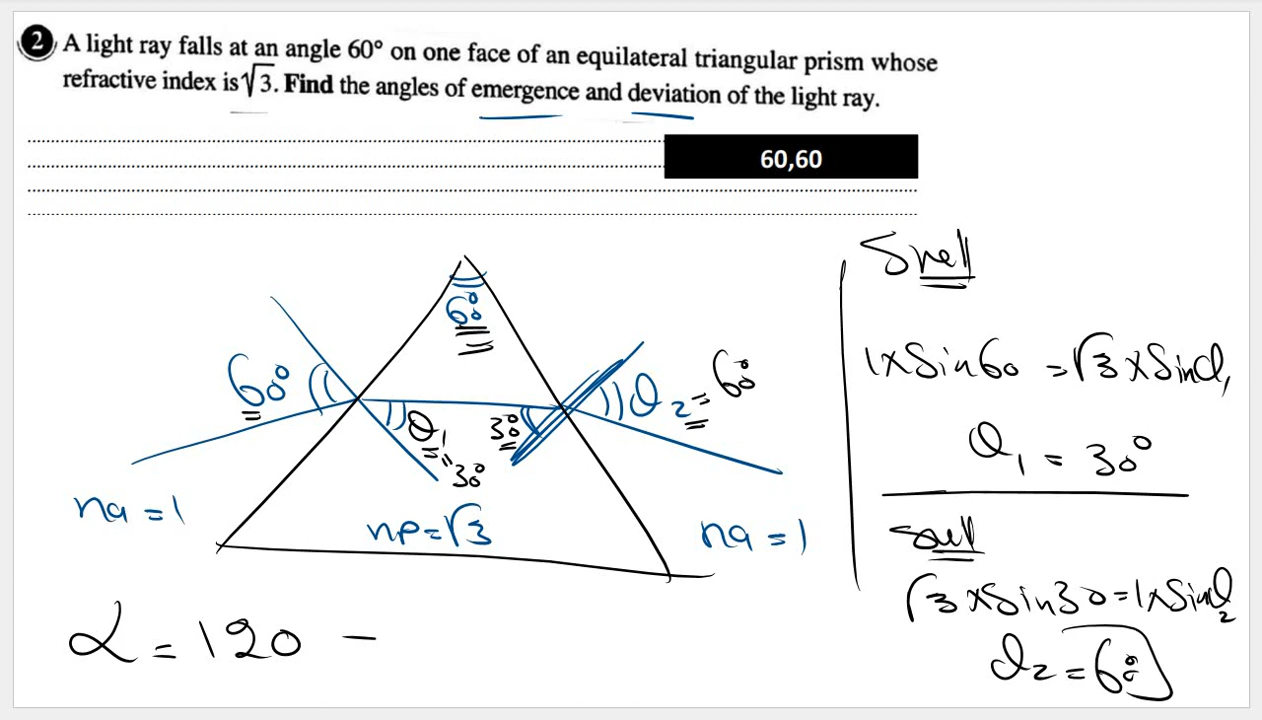 2 A light ray falls at an angle 60° on one face of an equilateral triangular prism whose
refractive index is √3. Find the angles of emergence and deviation of the light ray.
60,60
Snell
60°
60°
θ₂ = 60°
1×Sin60 = √3×Sinθ₁
θ₁ = 30°
30°
θ₁ = 30°
na = 1
np = √3
na = 1
Snell
√3×Sin30 = 1×Sinθ₂
α = 120 –
θ₂ = 60°